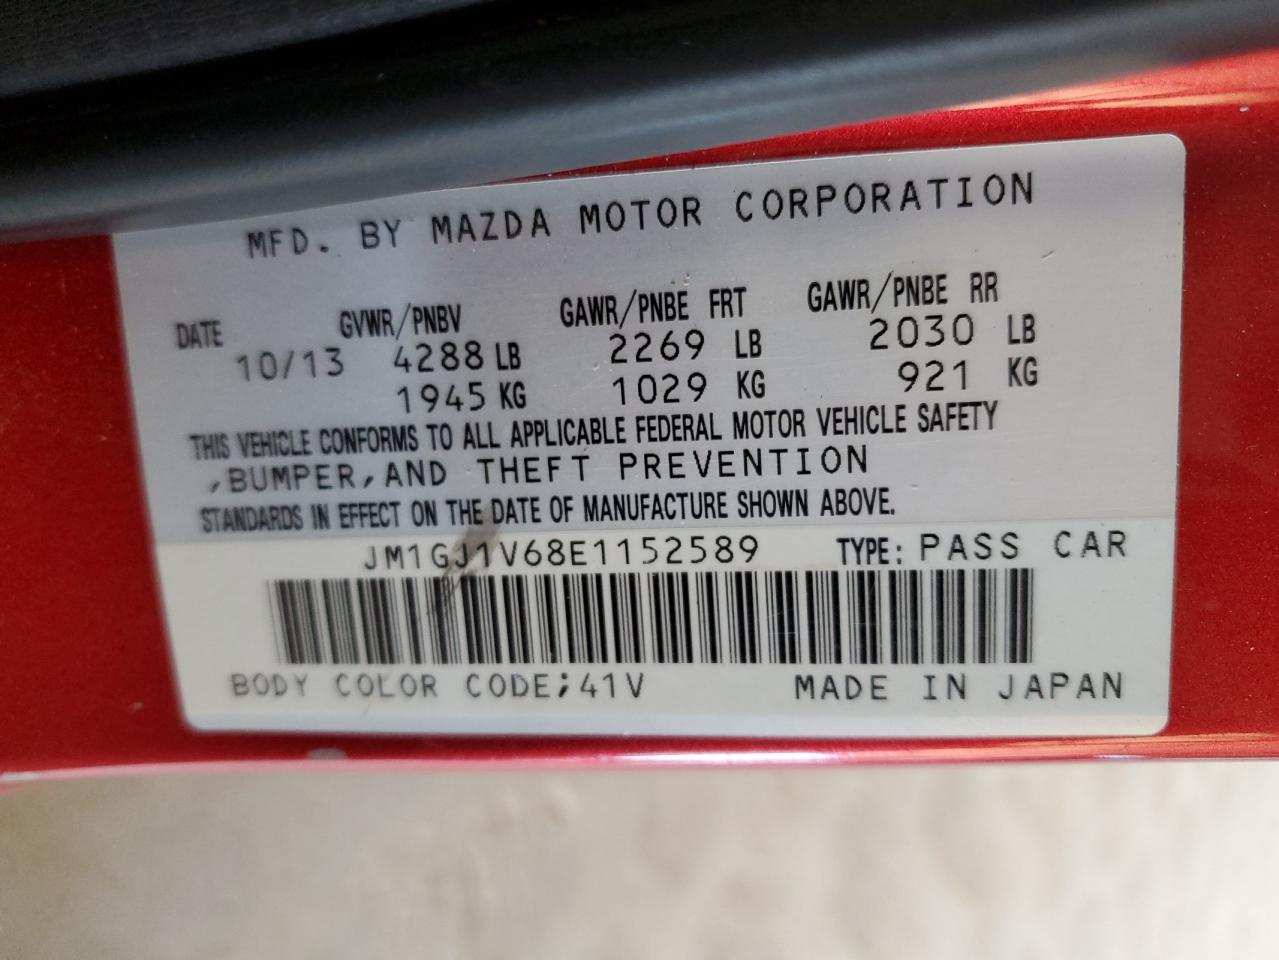 MFD. BY MAZDA MOTOR CORPORATION
DATE GVWR/PNBV GAWR/PNBE FRT GAWR/PNBE RR
10/13 4288 LB 2269 LB 2030 LB
1945 KG 1029 KG 921 KG
THIS VEHICLE CONFORMS TO ALL APPLICABLE FEDERAL MOTOR VEHICLE SAFETY
,BUMPER,AND THEFT PREVENTION
STANDARDS IN EFFECT ON THE DATE OF MANUFACTURE SHOWN ABOVE.
JM1GJ1V68E1152589 TYPE: PASS CAR
BODY COLOR CODE;41V MADE IN JAPAN